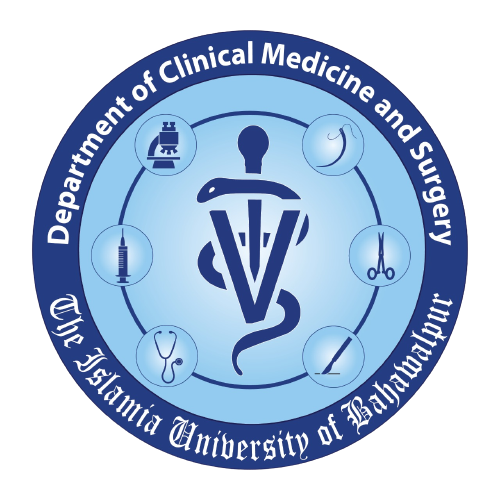 Department of Clinical Medicine and Surgery
V
The Islamia University of Bahawalpur